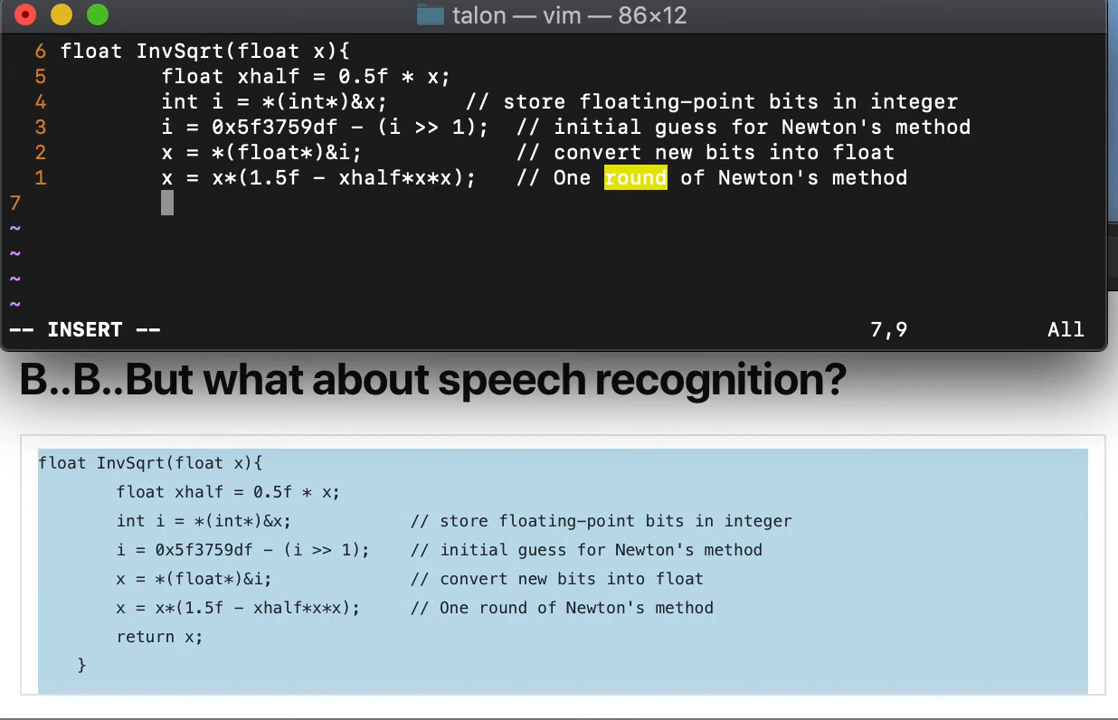 talon — vim — 86×12
6 float InvSqrt(float x){
5 float xhalf = 0.5f * x;
4 int i = *(int*)&x; // store floating-point bits in integer
3 i = 0x5f3759df - (i >> 1); // initial guess for Newton's method
2 x = *(float*)&i; // convert new bits into float
1 x = x*(1.5f - xhalf*x*x); // One round of Newton's method
7
~
~
~
~
-- INSERT -- 7,9 All
B..B..But what about speech recognition?
float InvSqrt(float x){
float xhalf = 0.5f * x;
int i = *(int*)&x; // store floating-point bits in integer
i = 0x5f3759df - (i >> 1); // initial guess for Newton's method
x = *(float*)&i; // convert new bits into float
x = x*(1.5f - xhalf*x*x); // One round of Newton's method
return x;
}